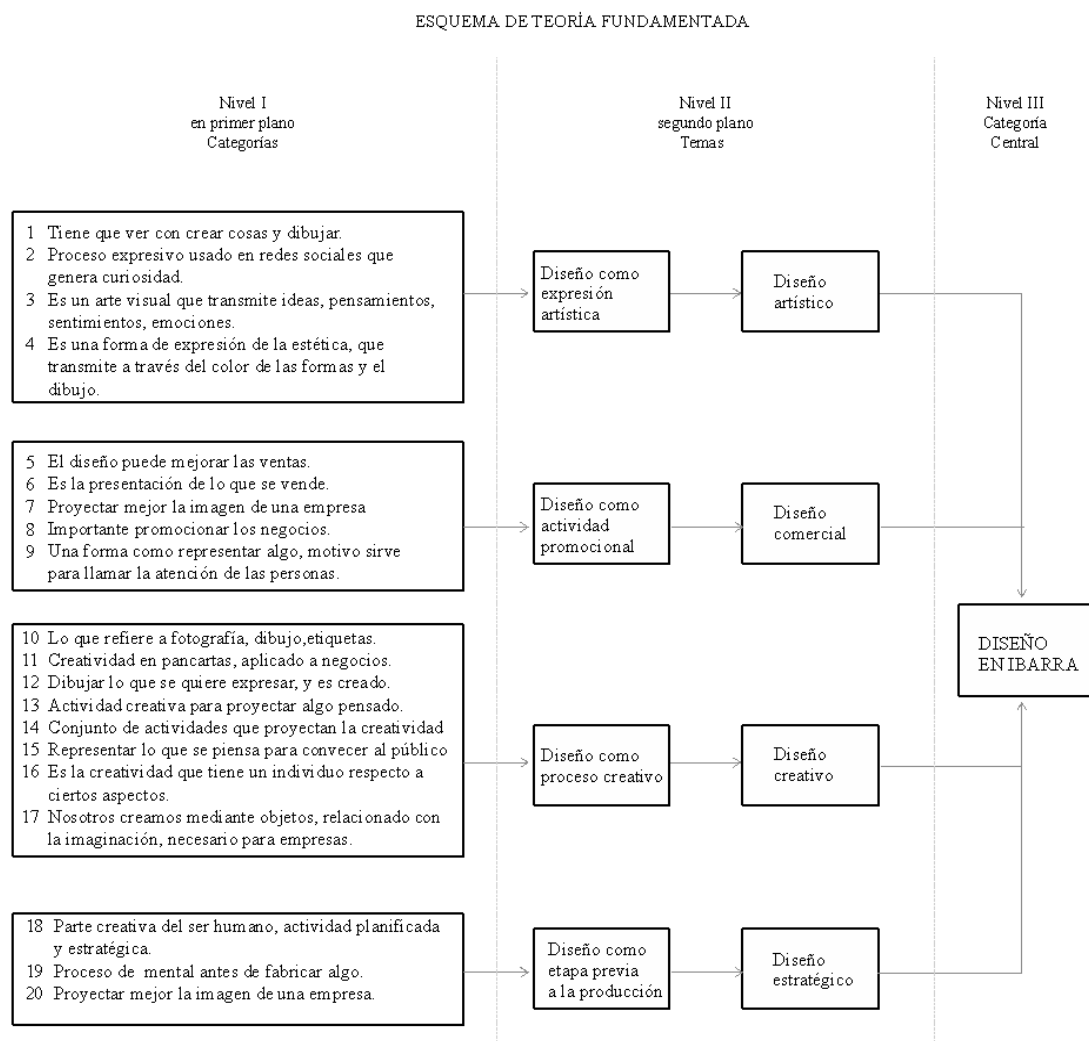 ESQUEMA DE TEORÍA FUNDAMENTADA
Nivel I
en primer plano
Categorías
Nivel II
segundo plano
Temas
Nivel III
Categoría
Central
1 Tiene que ver con crear cosas y dibujar.
2 Proceso expresivo usado en redes sociales que
genera curiosidad.
3 Es un arte visual que transmite ideas, pensamientos,
sentimientos, emociones.
4 Es una forma de expresión de la estética, que
transmite a través del color de las formas y el
dibujo.
Diseño como
expresión
artística
Diseño
artístico
5 El diseño puede mejorar las ventas.
6 Es la presentación de lo que se vende.
7 Proyectar mejor la imagen de una empresa
8 Importante promocionar los negocios.
9 Una forma como representar algo, motivo sirve
para llamar la atención de las personas.
Diseño como
actividad
promocional
Diseño
comercial
10 Lo que refiere a fotografía, dibujo,etiquetas.
11 Creatividad en pancartas, aplicado a negocios.
12 Dibujar lo que se quiere expresar, y es creado.
13 Actividad creativa para proyectar algo pensado.
14 Conjunto de actividades que proyectan la creatividad
15 Representar lo que se piensa para convecer al público
16 Es la creatividad que tiene un individuo respecto a
ciertos aspectos.
17 Nosotros creamos mediante objetos, relacionado con
la imaginación, necesario para empresas.
Diseño como
proceso creativo
Diseño
creativo
DISEÑO
EN IBARRA
18 Parte creativa del ser humano, actividad planificada
y estratégica.
19 Proceso de mental antes de fabricar algo.
20 Proyectar mejor la imagen de una empresa.
Diseño como
etapa previa
a la producción
Diseño
estratégico